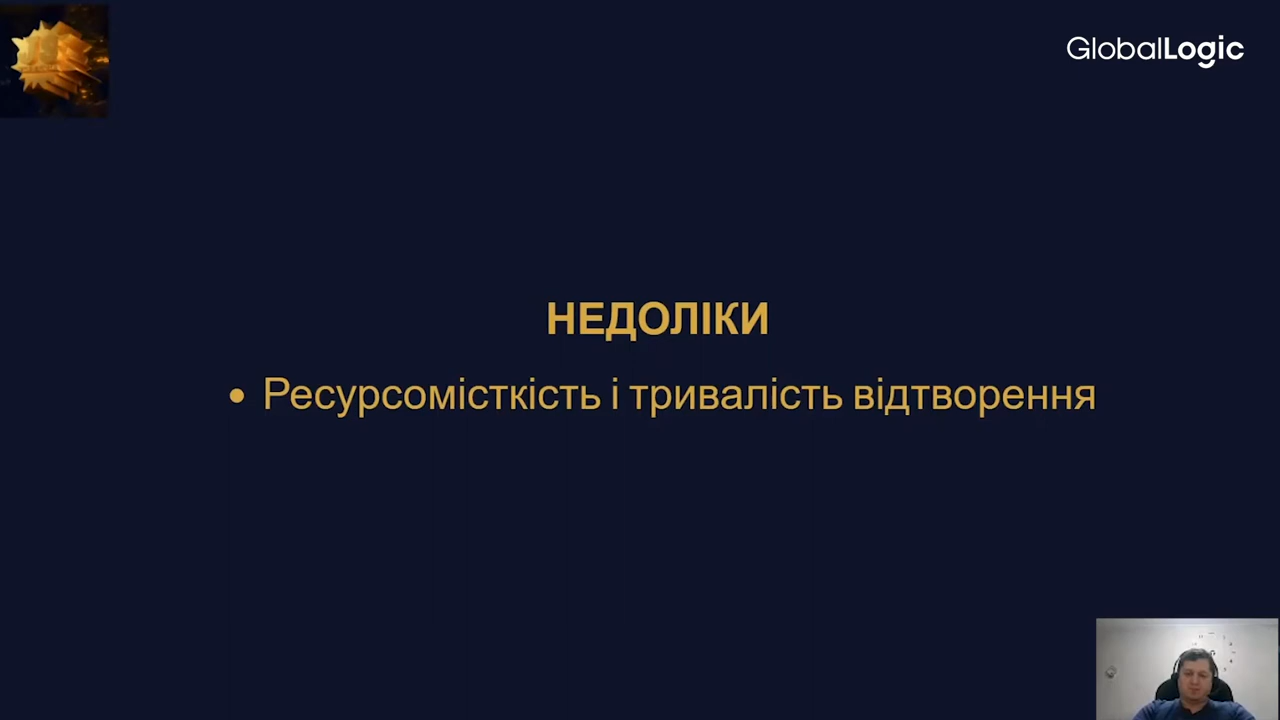 GlobalLogic
НЕДОЛІКИ
• Ресурсомісткість і тривалість відтворення